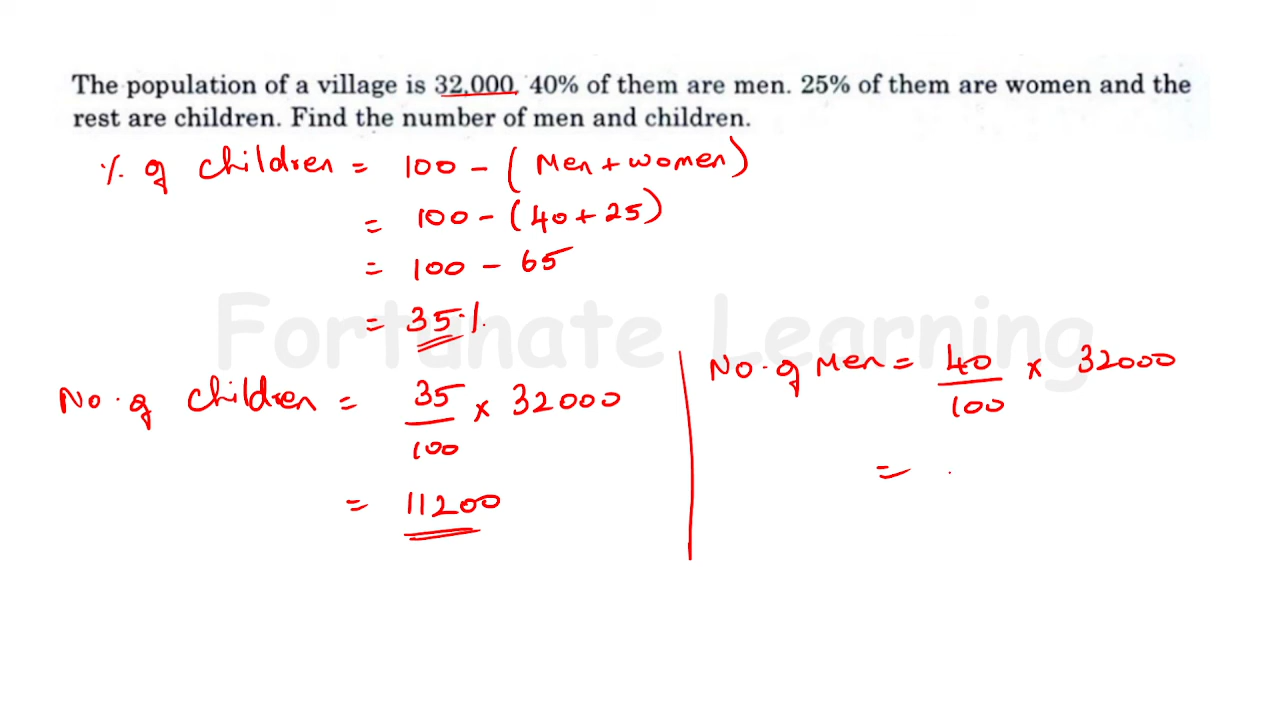 The population of a village is 32,000. 40% of them are men. 25% of them are women and the
rest are children. Find the number of men and children.
% of children = 100 - (Men + women)
= 100 - (40 + 25)
= 100 - 65
= 35%
Fortunate Learning
No. of children = 35/100 x 32000
= 11200
No. of Men = 40/100 x 32000
=